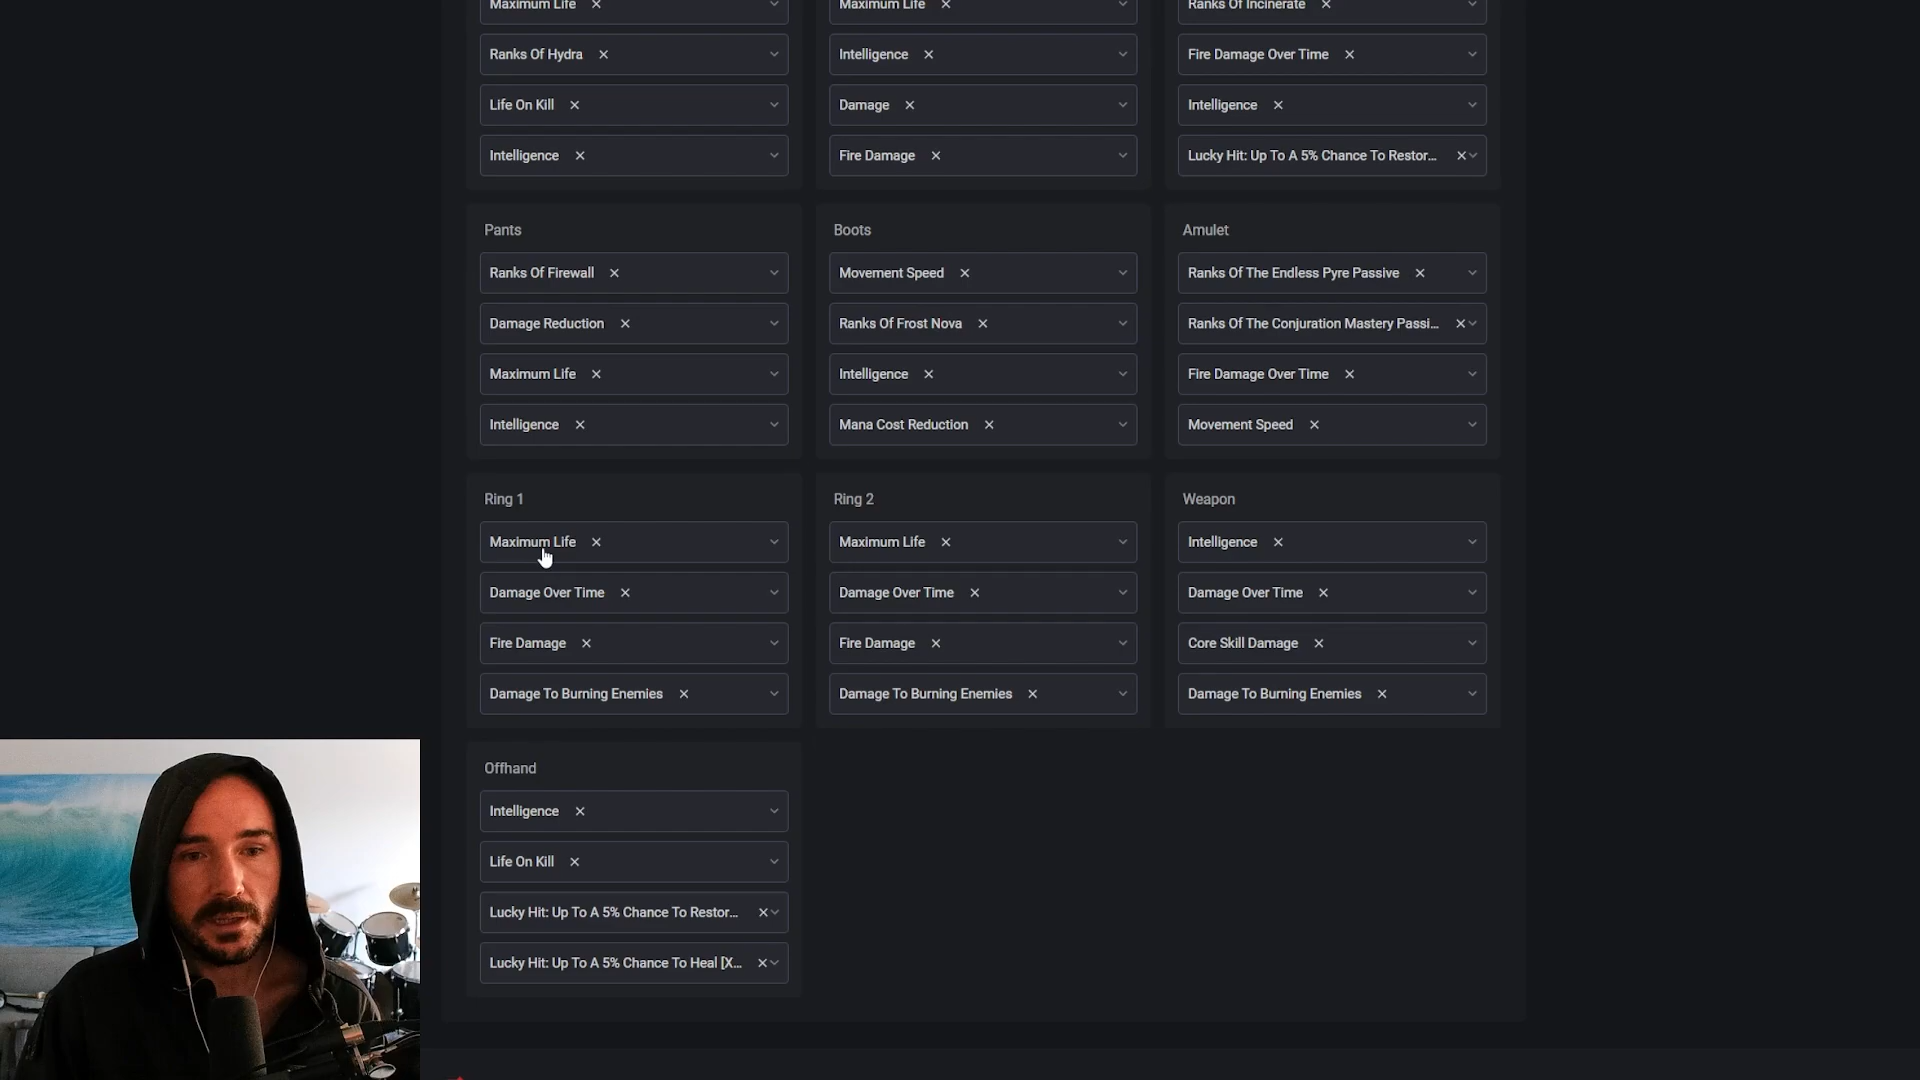 Maximum Life ×
Ranks Of Hydra ×
Life On Kill ×
Intelligence ×
Maximum Life ×
Intelligence ×
Damage ×
Fire Damage ×
Ranks Of Incinerate ×
Fire Damage Over Time ×
Intelligence ×
Lucky Hit: Up To A 5% Chance To Restor... ×
Pants
Ranks Of Firewall ×
Damage Reduction ×
Maximum Life ×
Intelligence ×
Boots
Movement Speed ×
Ranks Of Frost Nova ×
Intelligence ×
Mana Cost Reduction ×
Amulet
Ranks Of The Endless Pyre Passive ×
Ranks Of The Conjuration Mastery Passi... ×
Fire Damage Over Time ×
Movement Speed ×
Ring 1
Maximum Life ×
Damage Over Time ×
Fire Damage ×
Damage To Burning Enemies ×
Ring 2
Maximum Life ×
Damage Over Time ×
Fire Damage ×
Damage To Burning Enemies ×
Weapon
Intelligence ×
Damage Over Time ×
Core Skill Damage ×
Damage To Burning Enemies ×
Offhand
Intelligence ×
Life On Kill ×
Lucky Hit: Up To A 5% Chance To Restor... ×
Lucky Hit: Up To A 5% Chance To Heal [X... ×